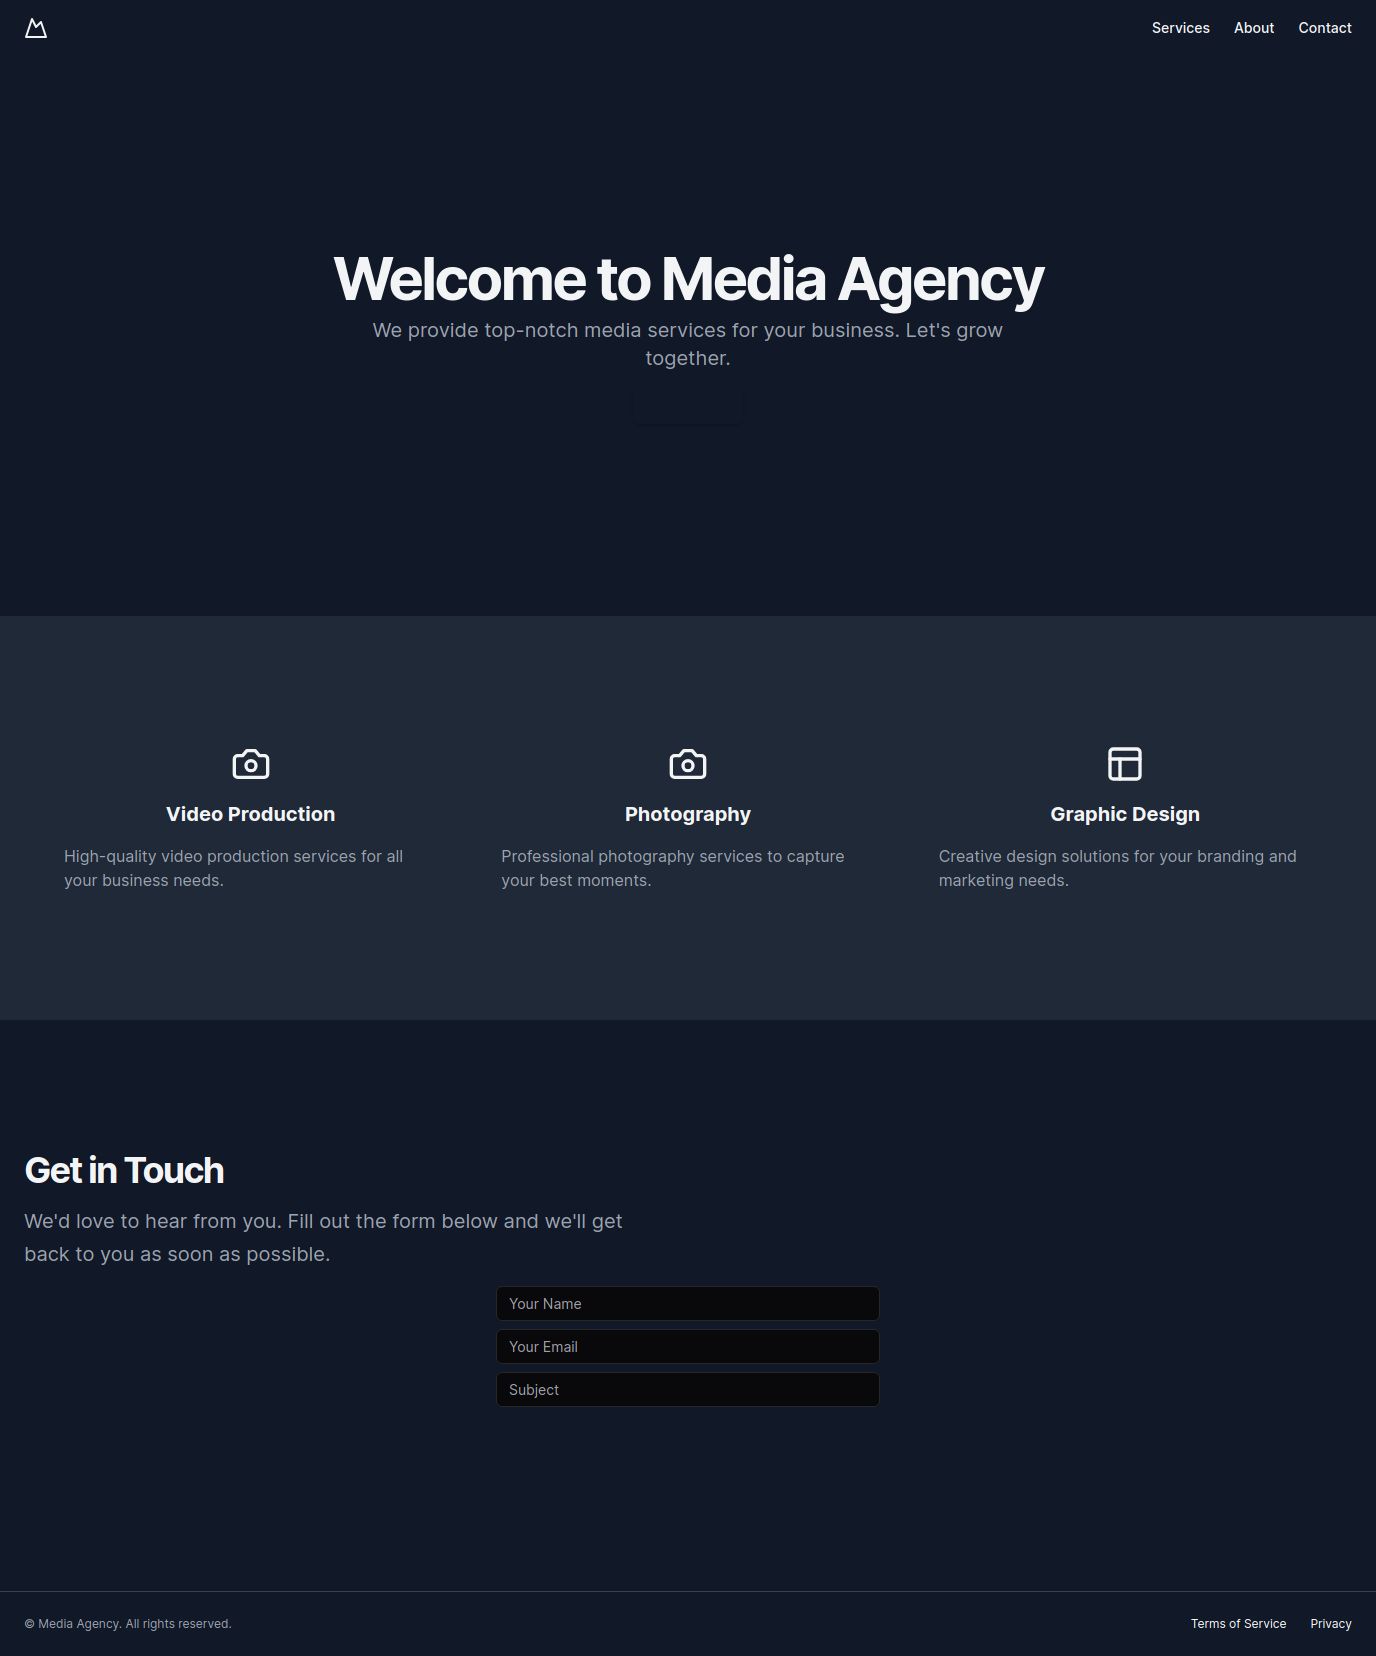 Services About Contact
Welcome to Media Agency
We provide top-notch media services for your business. Let's grow
together.
Video Production
High-quality video production services for all
your business needs.
Photography
Professional photography services to capture
your best moments.
Graphic Design
Creative design solutions for your branding and
marketing needs.
Get in Touch
We'd love to hear from you. Fill out the form below and we'll get
back to you as soon as possible.
Your Name
Your Email
Subject
© Media Agency. All rights reserved.
Terms of Service Privacy